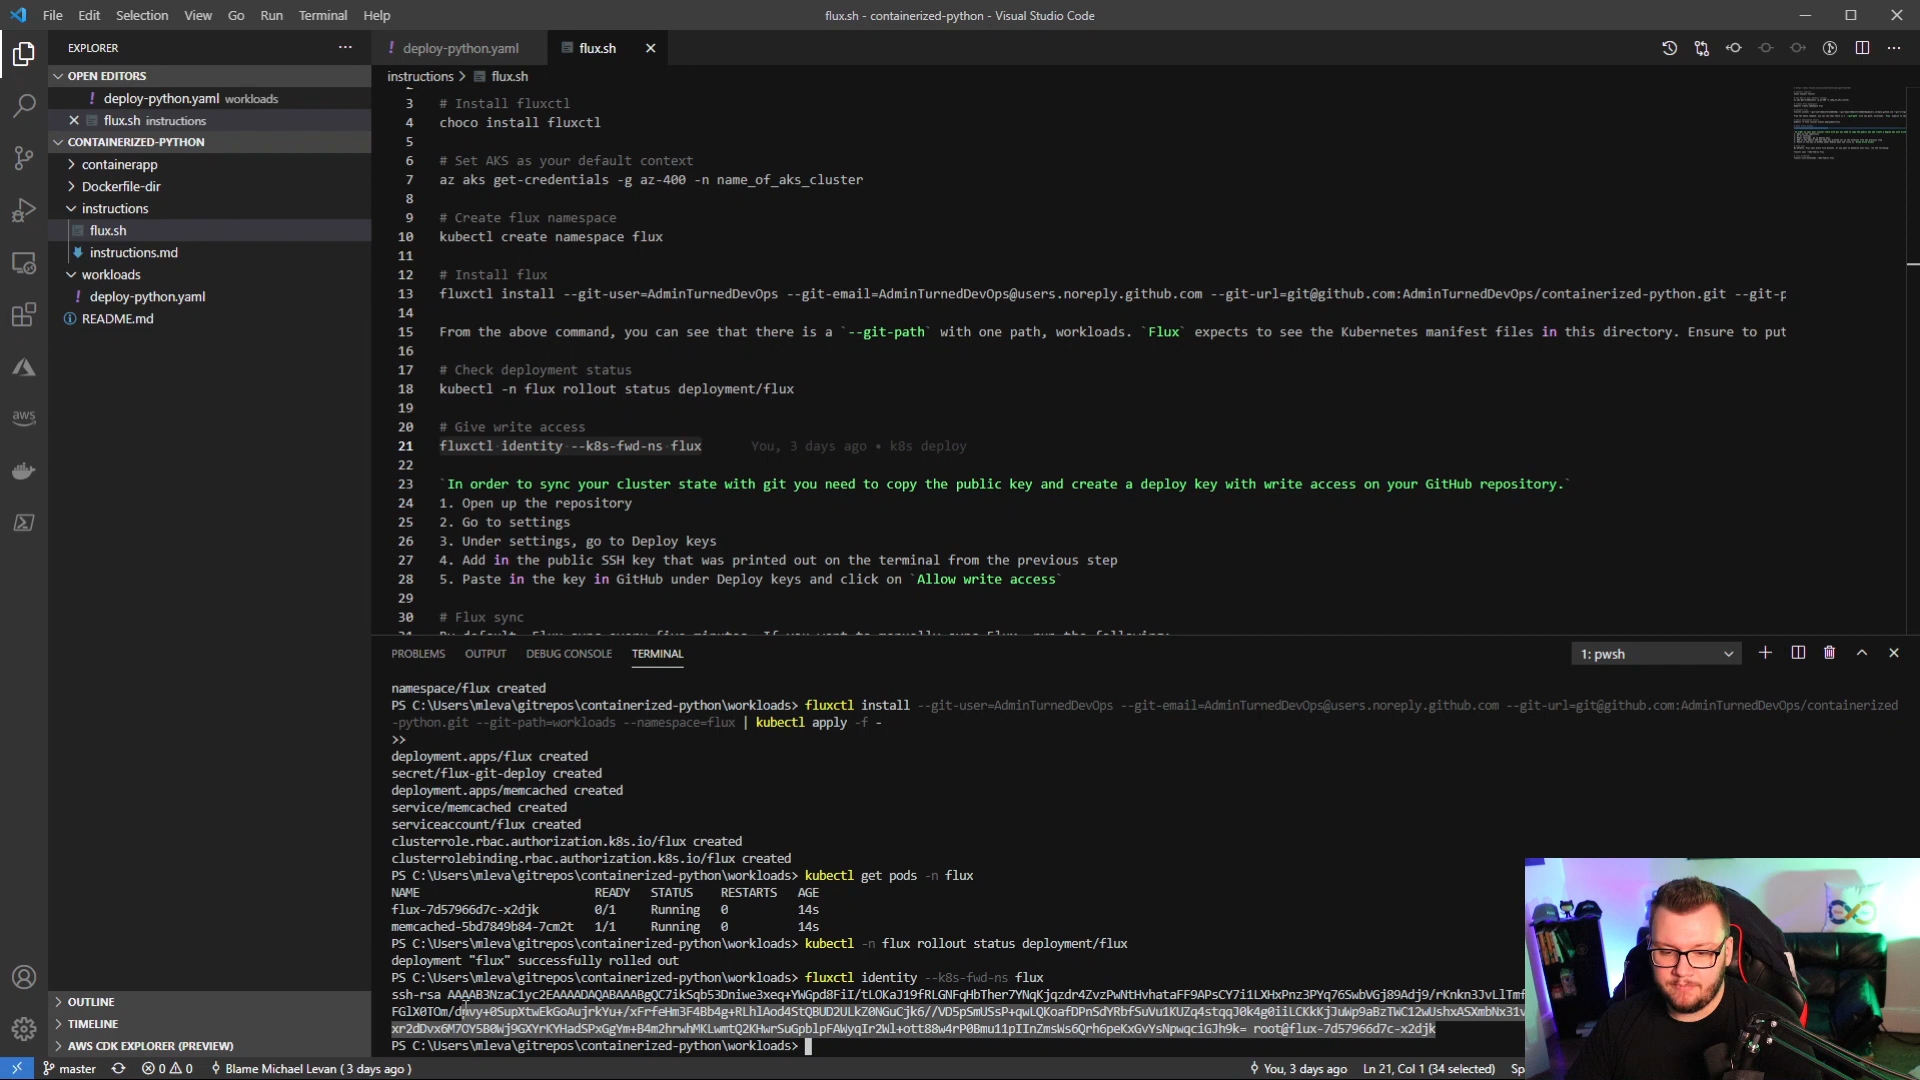 File Edit Selection View Go Run Terminal Help
flux.sh - containerized-python - Visual Studio Code
EXPLORER
OPEN EDITORS
deploy-python.yaml workloads
flux.sh instructions
CONTAINERIZED-PYTHON
containerapp
Dockerfile-dir
instructions
flux.sh
instructions.md
workloads
deploy-python.yaml
README.md
OUTLINE
TIMELINE
AWS CDK EXPLORER (PREVIEW)
aws
deploy-python.yaml
flux.sh
instructions > flux.sh
3 # Install fluxctl
4 choco install fluxctl
5
6 # Set AKS as your default context
7 az aks get-credentials -g az-400 -n name_of_aks_cluster
8
9 # Create flux namespace
10 kubectl create namespace flux
11
12 # Install flux
13 fluxctl install --git-user=AdminTurnedDevOps --git-email=AdminTurnedDevOps@users.noreply.github.com --git-url=git@github.com:AdminTurnedDevOps/containerized-python.git --git-p
14
15 From the above command, you can see that there is a `--git-path` with one path, workloads. `Flux` expects to see the Kubernetes manifest files in this directory. Ensure to put
16
17 # Check deployment status
18 kubectl -n flux rollout status deployment/flux
19
20 # Give write access
21 fluxctl identity --k8s-fwd-ns flux You, 3 days ago • k8s deploy
22
23 `In order to sync your cluster state with git you need to copy the public key and create a deploy key with write access on your GitHub repository.`
24 1. Open up the repository
25 2. Go to settings
26 3. Under settings, go to Deploy keys
27 4. Add in the public SSH key that was printed out on the terminal from the previous step
28 5. Paste in the key in GitHub under Deploy keys and click on `Allow write access`
29
30 # Flux sync
PROBLEMS OUTPUT DEBUG CONSOLE TERMINAL
1: pwsh
namespace/flux created
PS C:\Users\mleva\gitrepos\containerized-python\workloads> fluxctl install --git-user=AdminTurnedDevOps --git-email=AdminTurnedDevOps@users.noreply.github.com --git-url=git@github.com:AdminTurnedDevOps/containerized
-python.git --git-path=workloads --namespace=flux | kubectl apply -f -
>>
deployment.apps/flux created
secret/flux-git-deploy created
deployment.apps/memcached created
service/memcached created
serviceaccount/flux created
clusterrole.rbac.authorization.k8s.io/flux created
clusterrolebinding.rbac.authorization.k8s.io/flux created
PS C:\Users\mleva\gitrepos\containerized-python\workloads> kubectl get pods -n flux
NAME READY STATUS RESTARTS AGE
flux-7d57966d7c-x2djk 0/1 Running 0 14s
memcached-5bd7849b84-7cm2t 1/1 Running 0 14s
PS C:\Users\mleva\gitrepos\containerized-python\workloads> kubectl -n flux rollout status deployment/flux
deployment "flux" successfully rolled out
PS C:\Users\mleva\gitrepos\containerized-python\workloads> fluxctl identity --k8s-fwd-ns flux
ssh-rsa
root@flux-7d57966d7c-x2djk
PS C:\Users\mleva\gitrepos\containerized-python\workloads>
master 0 0 Blame Michael Levan ( 3 days ago ) You, 3 days ago Ln 21, Col 1 (34 selected)